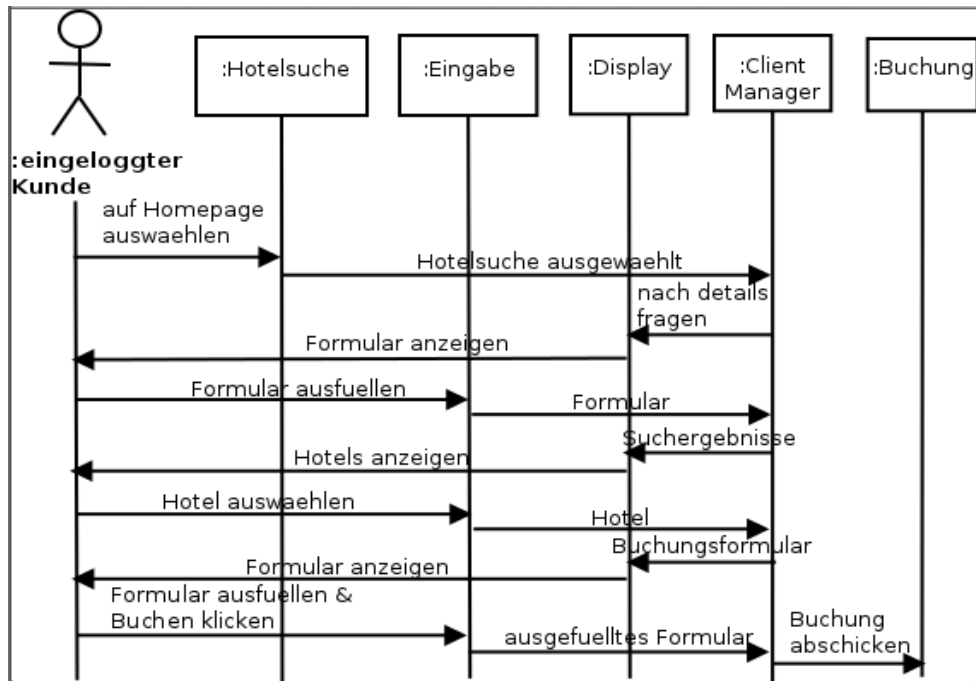 :Hotelsuche
:Eingabe
:Display
:Client
Manager
:Buchung
:eingeloggter
Kunde
auf Homepage
auswaehlen
Hotelsuche ausgewaehlt
nach details
fragen
Formular anzeigen
Formular ausfuellen
Formular
Suchergebnisse
Hotels anzeigen
Hotel auswaehlen
Hotel
Buchungsformular
Formular anzeigen
Formular ausfuellen &
Buchen klicken
ausgefuelltes Formular
Buchung
abschicken